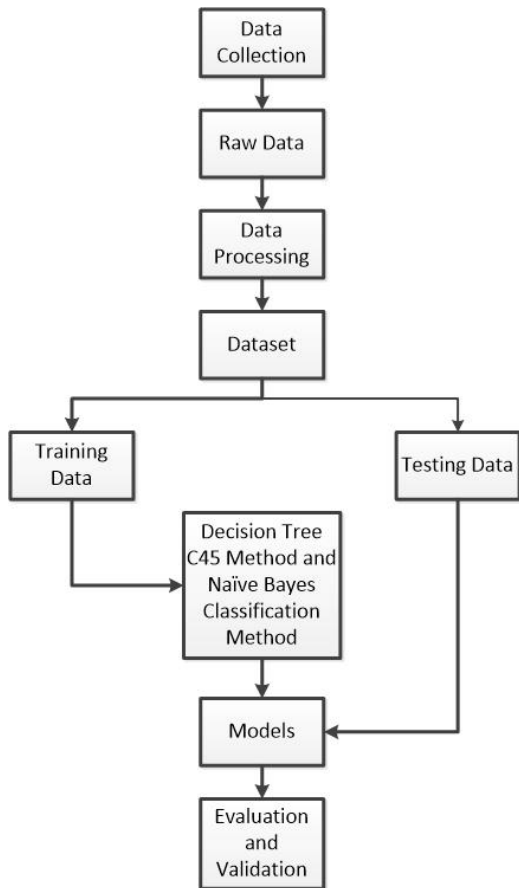 Data
Collection
Raw Data
Data
Processing
Dataset
Training
Data
Testing Data
Decision Tree
C45 Method and
Naïve Bayes
Classification
Method
Models
Evaluation
and
Validation